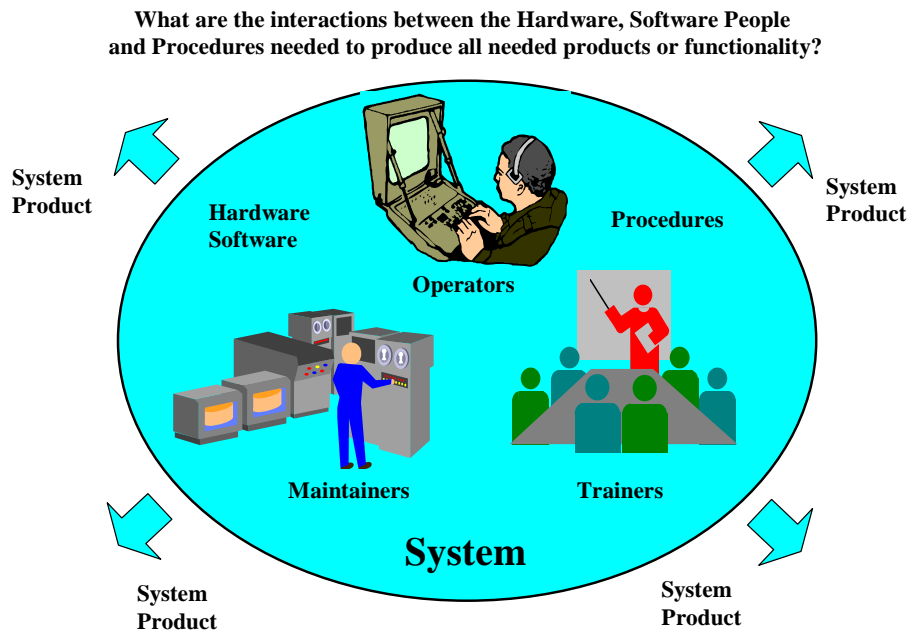 What are the interactions between the Hardware, Software People
and Procedures needed to produce all needed products or functionality?
System
Product
System
Product
Hardware
Software
Procedures
Operators
Maintainers
Trainers
System
System
Product
System
Product